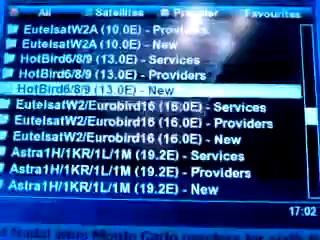 All Satellites Provider Favourites
EutelsatW2A (10.0E) - Providers
EutelsatW2A (10.0E) - New
HotBird6/8/9 (13.0E) - Services
HotBird6/8/9 (13.0E) - Providers
HotBird6/8/9 (13.0E) - New
EutelsatW2/Eurobird16 (16.0E) - Services
EutelsatW2/Eurobird16 (16.0E) - Providers
EutelsatW2/Eurobird16 (16.0E) - New
Astra1H/1KR/1L/1M (19.2E) - Services
Astra1H/1KR/1L/1M (19.2E) - Providers
Astra1H/1KR/1L/1M (19.2E) - New
17:02